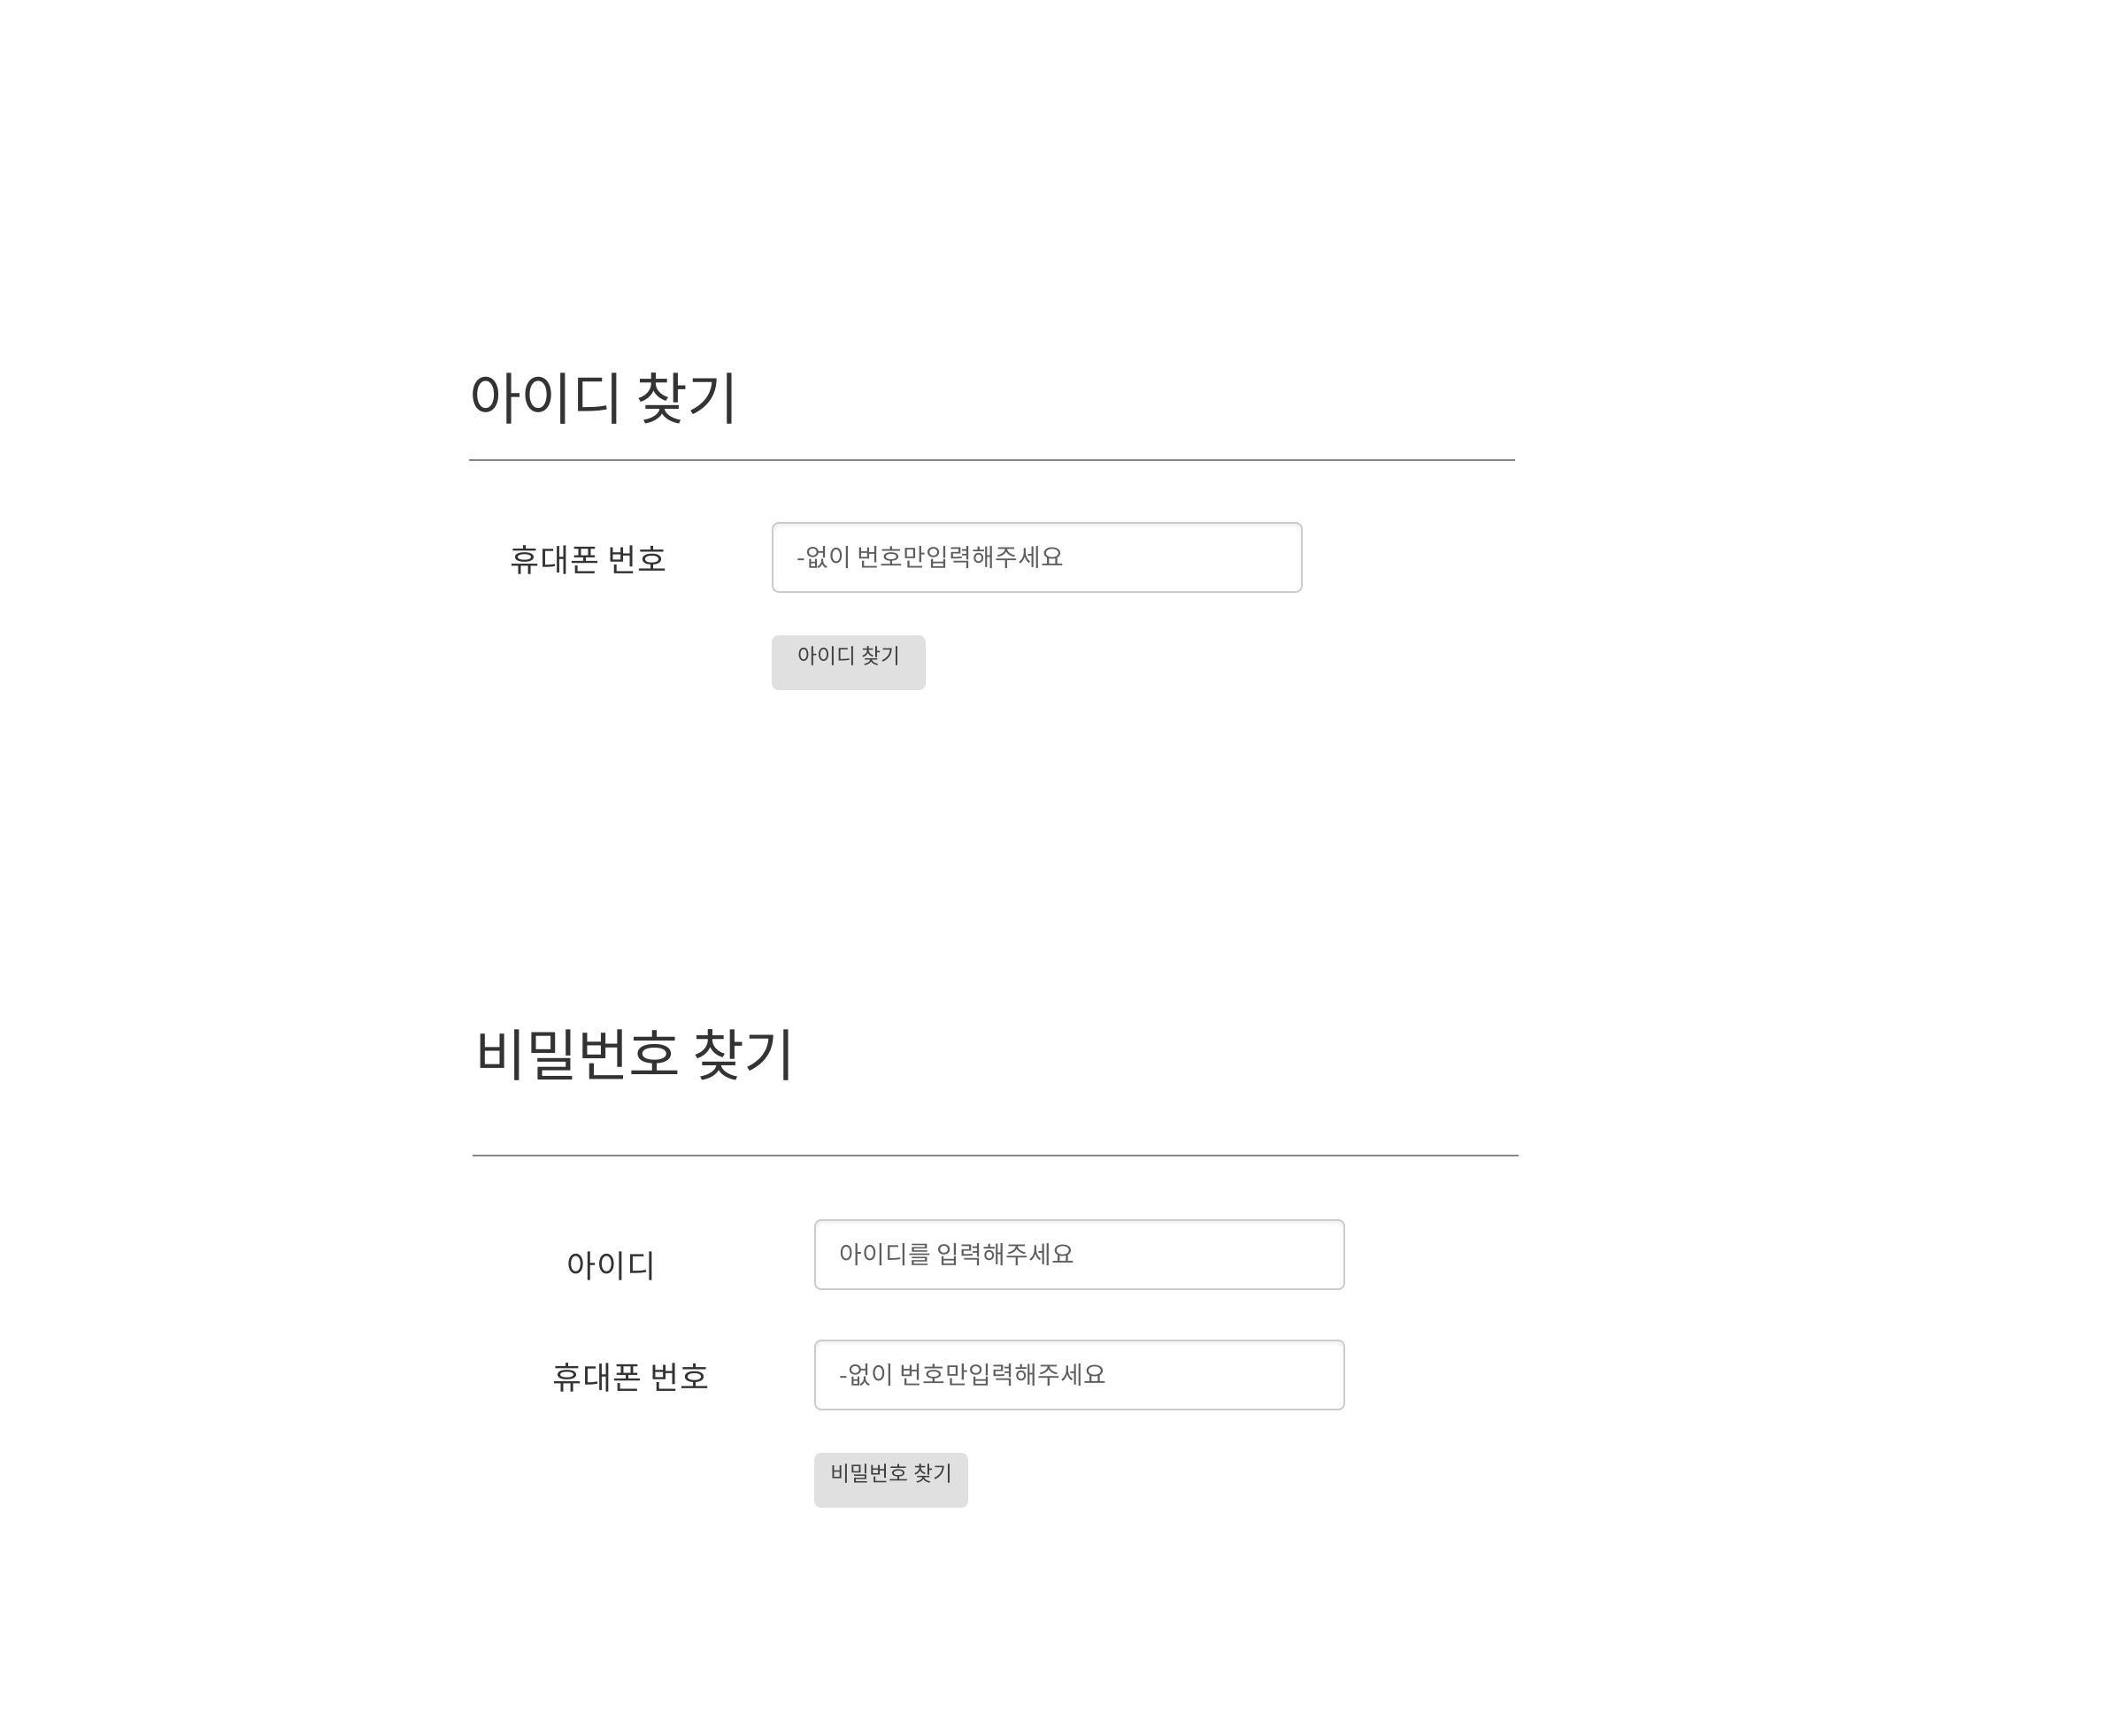 아이디 찾기
휴대폰 번호
-없이 번호만입력해주세요
아이디 찾기
비밀번호 찾기
아이디
아이디를 입력해주세요
휴대폰 번호
-없이 번호만입력해주세요
비밀번호 찾기